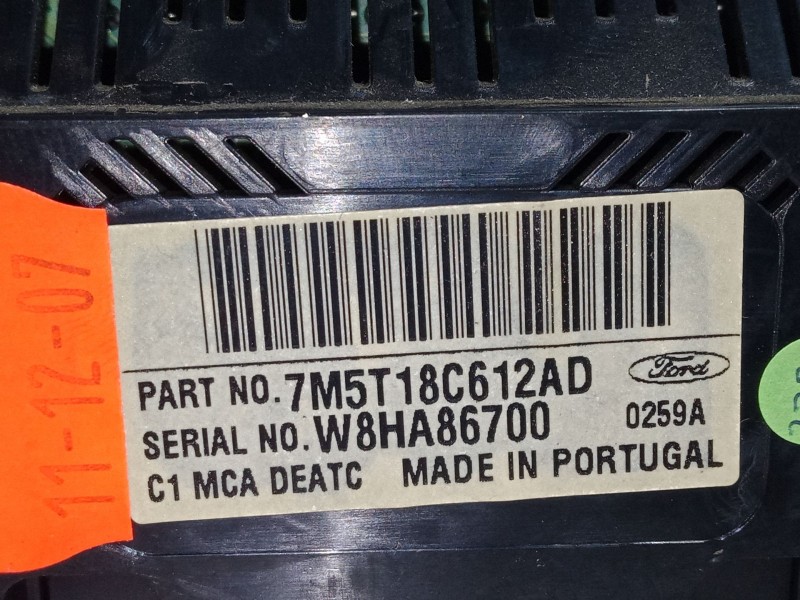 11-12-07
PART NO. 7M5T18C612AD
Ford
SERIAL NO. W8HA86700
0259A
C1 MCA DEATC MADE IN PORTUGAL